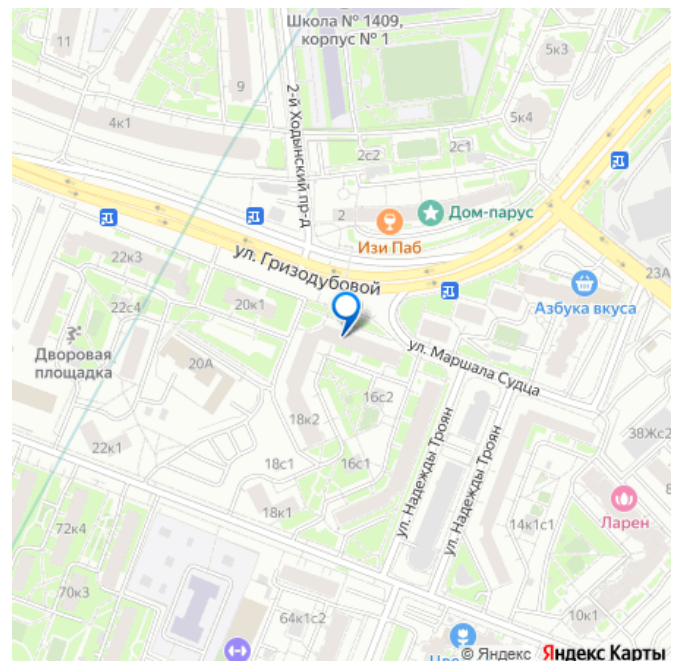 Школа № 1409,
корпус № 1
11
9
5к3
4к1
2-й Ходынский пр-д
2с2
2с1
5к4
2
Дом-парус
Изи Паб
22к3
ул. Гризодубовой
23А
Азбука вкуса
22с4
20к1
Дворовая
площадка
20А
ул. Маршала Судца
16с2
18к2
22к1
18с1
16с1
ул. Надежды Троян
ул. Надежды Троян
38Жс2
18к1
14к1с1
Ларен
72к4
70к3
64к1с2
10к1
© Яндекс Яндекс Карты